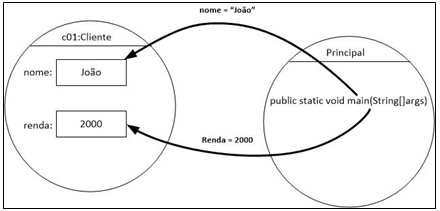 nome = “João”
c01:Cliente
nome:
João
Principal
public static void main(String[]args)
renda:
2000
Renda = 2000